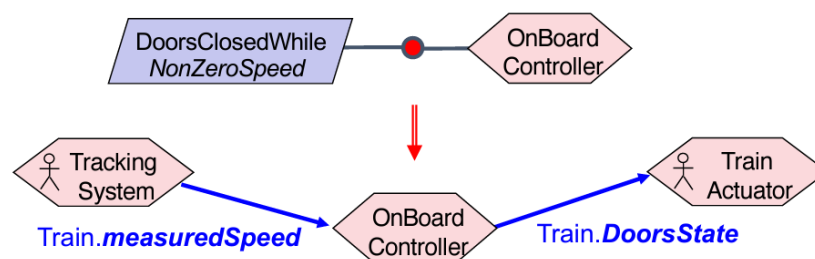 DoorsClosedWhile
NonZeroSpeed
OnBoard
Controller
Tracking
System
Train
Actuator
OnBoard
Controller
Train.measuredSpeed
Train.DoorsState